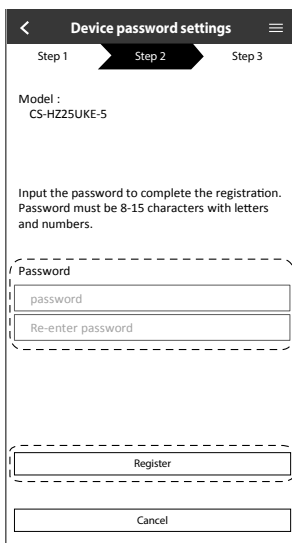 Device password settings
Step 1
Step 2
Step 3
Model :
CS-HZ25UKE-5
Input the password to complete the registration.
Password must be 8-15 characters with letters
and numbers.
Password
password
Re-enter password
Register
Cancel